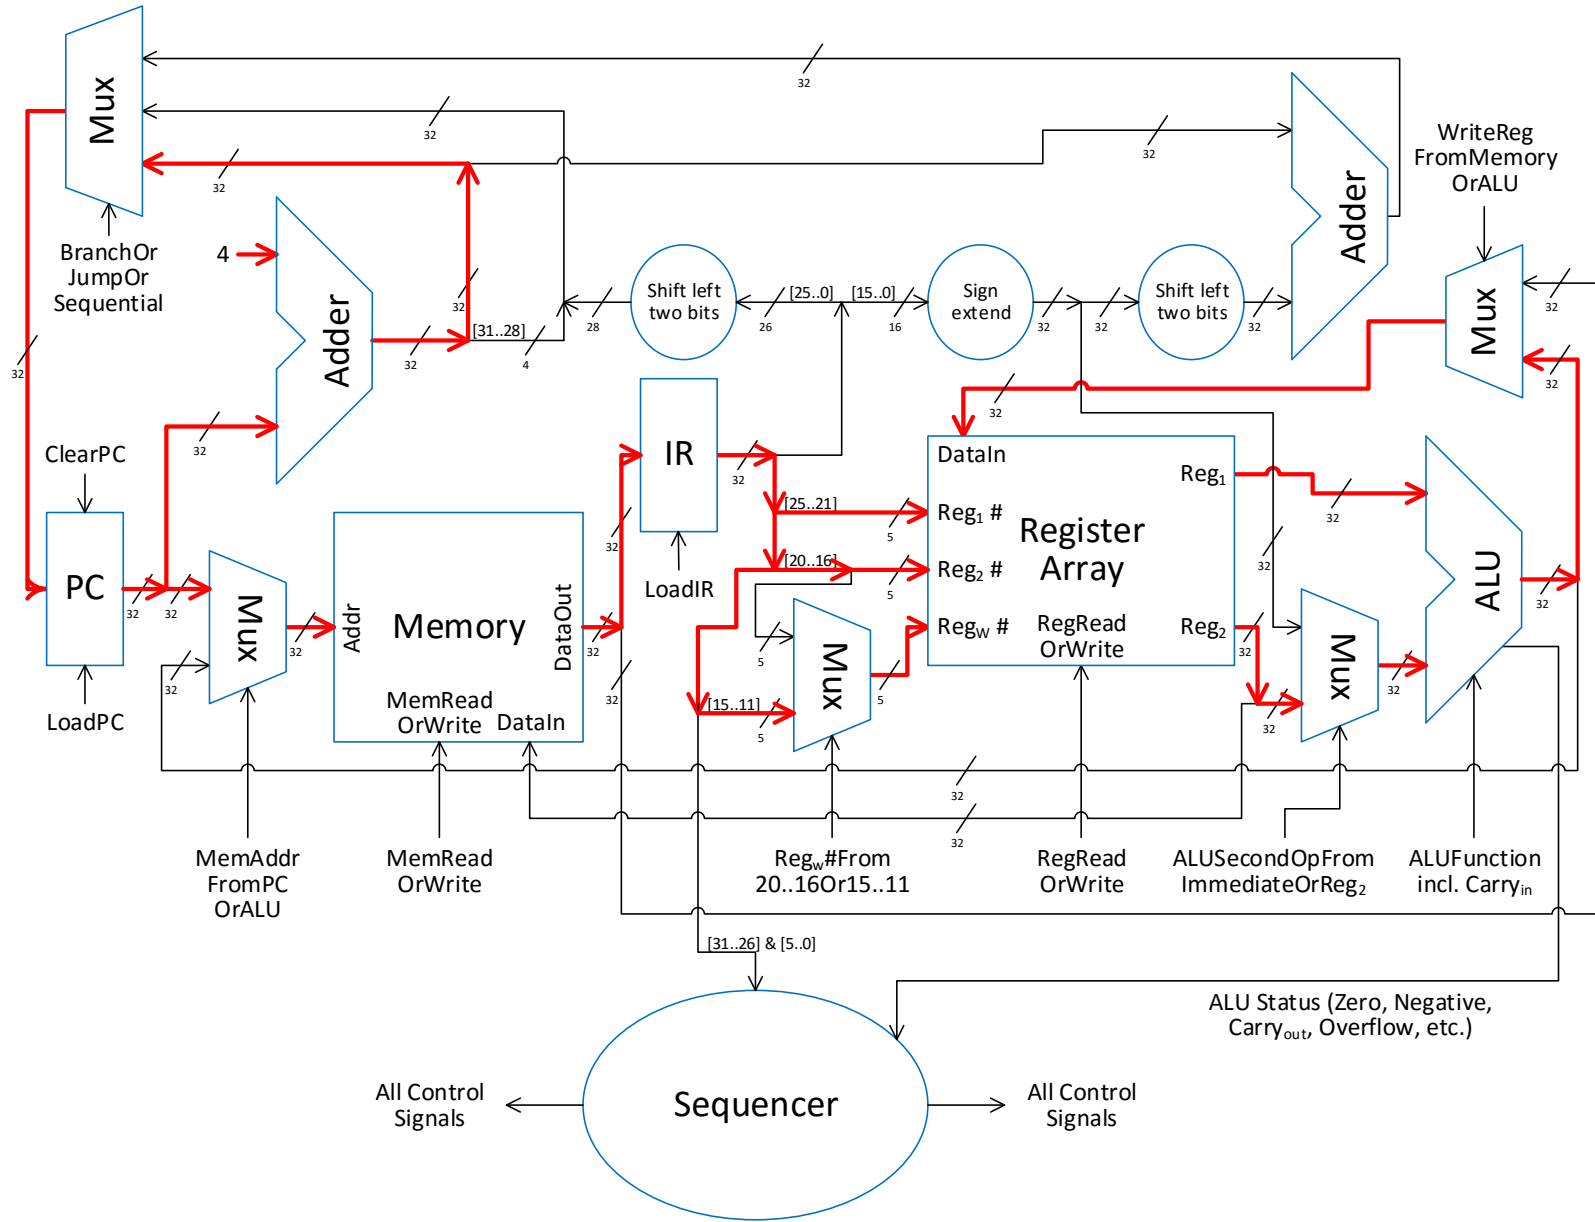 Mux
32
32
32
32
WriteReg
FromMemory
OrALU
BranchOr
JumpOr
Sequential
4
Adder
32
[31..28]
4
32
28
Shift left
two bits
[25..0]
26
[15..0]
16
Sign
extend
32
32
Shift left
two bits
32
Adder
Mux
32
32
32
32
32
ClearPC
PC
LoadPC
32
32
Mux
32
32
Addr
Memory
DataOut
MemRead
OrWrite
DataIn
32
32
32
IR
LoadIR
32
[25..21]
5
[20..16]
5
5
[15..11]
5
Mux
5
DataIn
Reg1 #
Reg2 #
RegW #
Register
Array
RegRead
OrWrite
Reg1
Reg2
32
32
32
32
Mux
32
ALU
32
32
32
MemAddr
FromPC
OrALU
MemRead
OrWrite
Regw#From
20..16Or15..11
RegRead
OrWrite
ALUSecondOpFrom
ImmediateOrReg2
ALUFunction
incl. Carryin
[31..26] & [5..0]
ALU Status (Zero, Negative,
Carryout, Overflow, etc.)
All Control
Signals
Sequencer
All Control
Signals